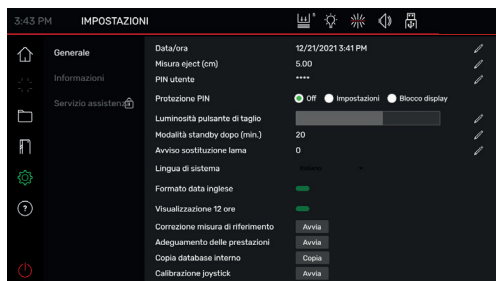 3:43 PM IMPOSTAZIONI
Generale
Informazioni
Servizio assistenza
Data/ora 12/21/2021 3:41 PM
Misura eject (cm) 5.00
PIN utente ****
Protezione PIN Off Impostazioni Blocco display
Luminosità pulsante di taglio
Modalità standby dopo (min.) 20
Avviso sostituzione lama 0
Lingua di sistema Italiano
Formato data inglese
Visualizzazione 12 ore
Correzione misura di riferimento Avvia
Adeguamento delle prestazioni Avvia
Copia database interno Copia
Calibrazione joystick Avvia